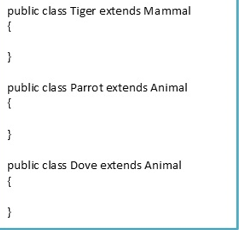 public class Tiger extends Mammal
{
}
public class Parrot extends Animal
{
}
public class Dove extends Animal
{
}